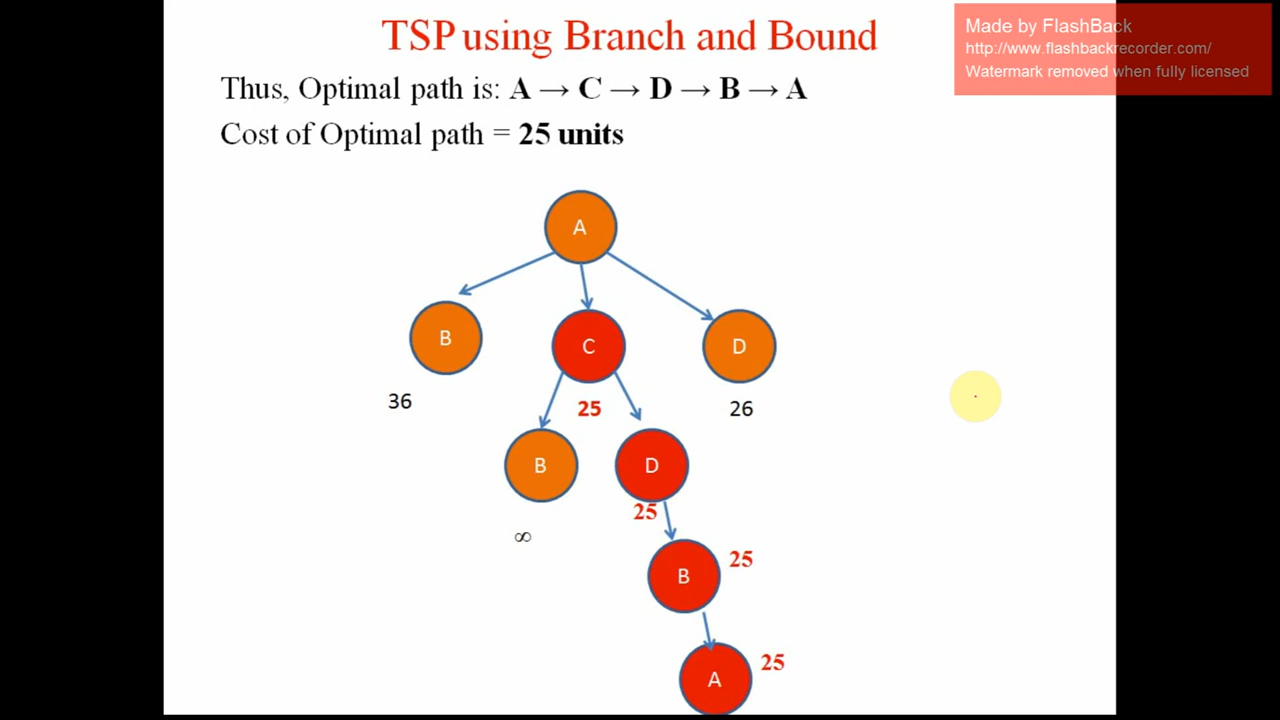 TSP using Branch and Bound
Made by FlashBack
http://www.flashbackrecorder.com/
Watermark removed when fully licensed
Thus, Optimal path is: A → C → D → B → A
Cost of Optimal path = 25 units
A
B
C
D
36
25
26
B
D
25
∞
B
25
A
25